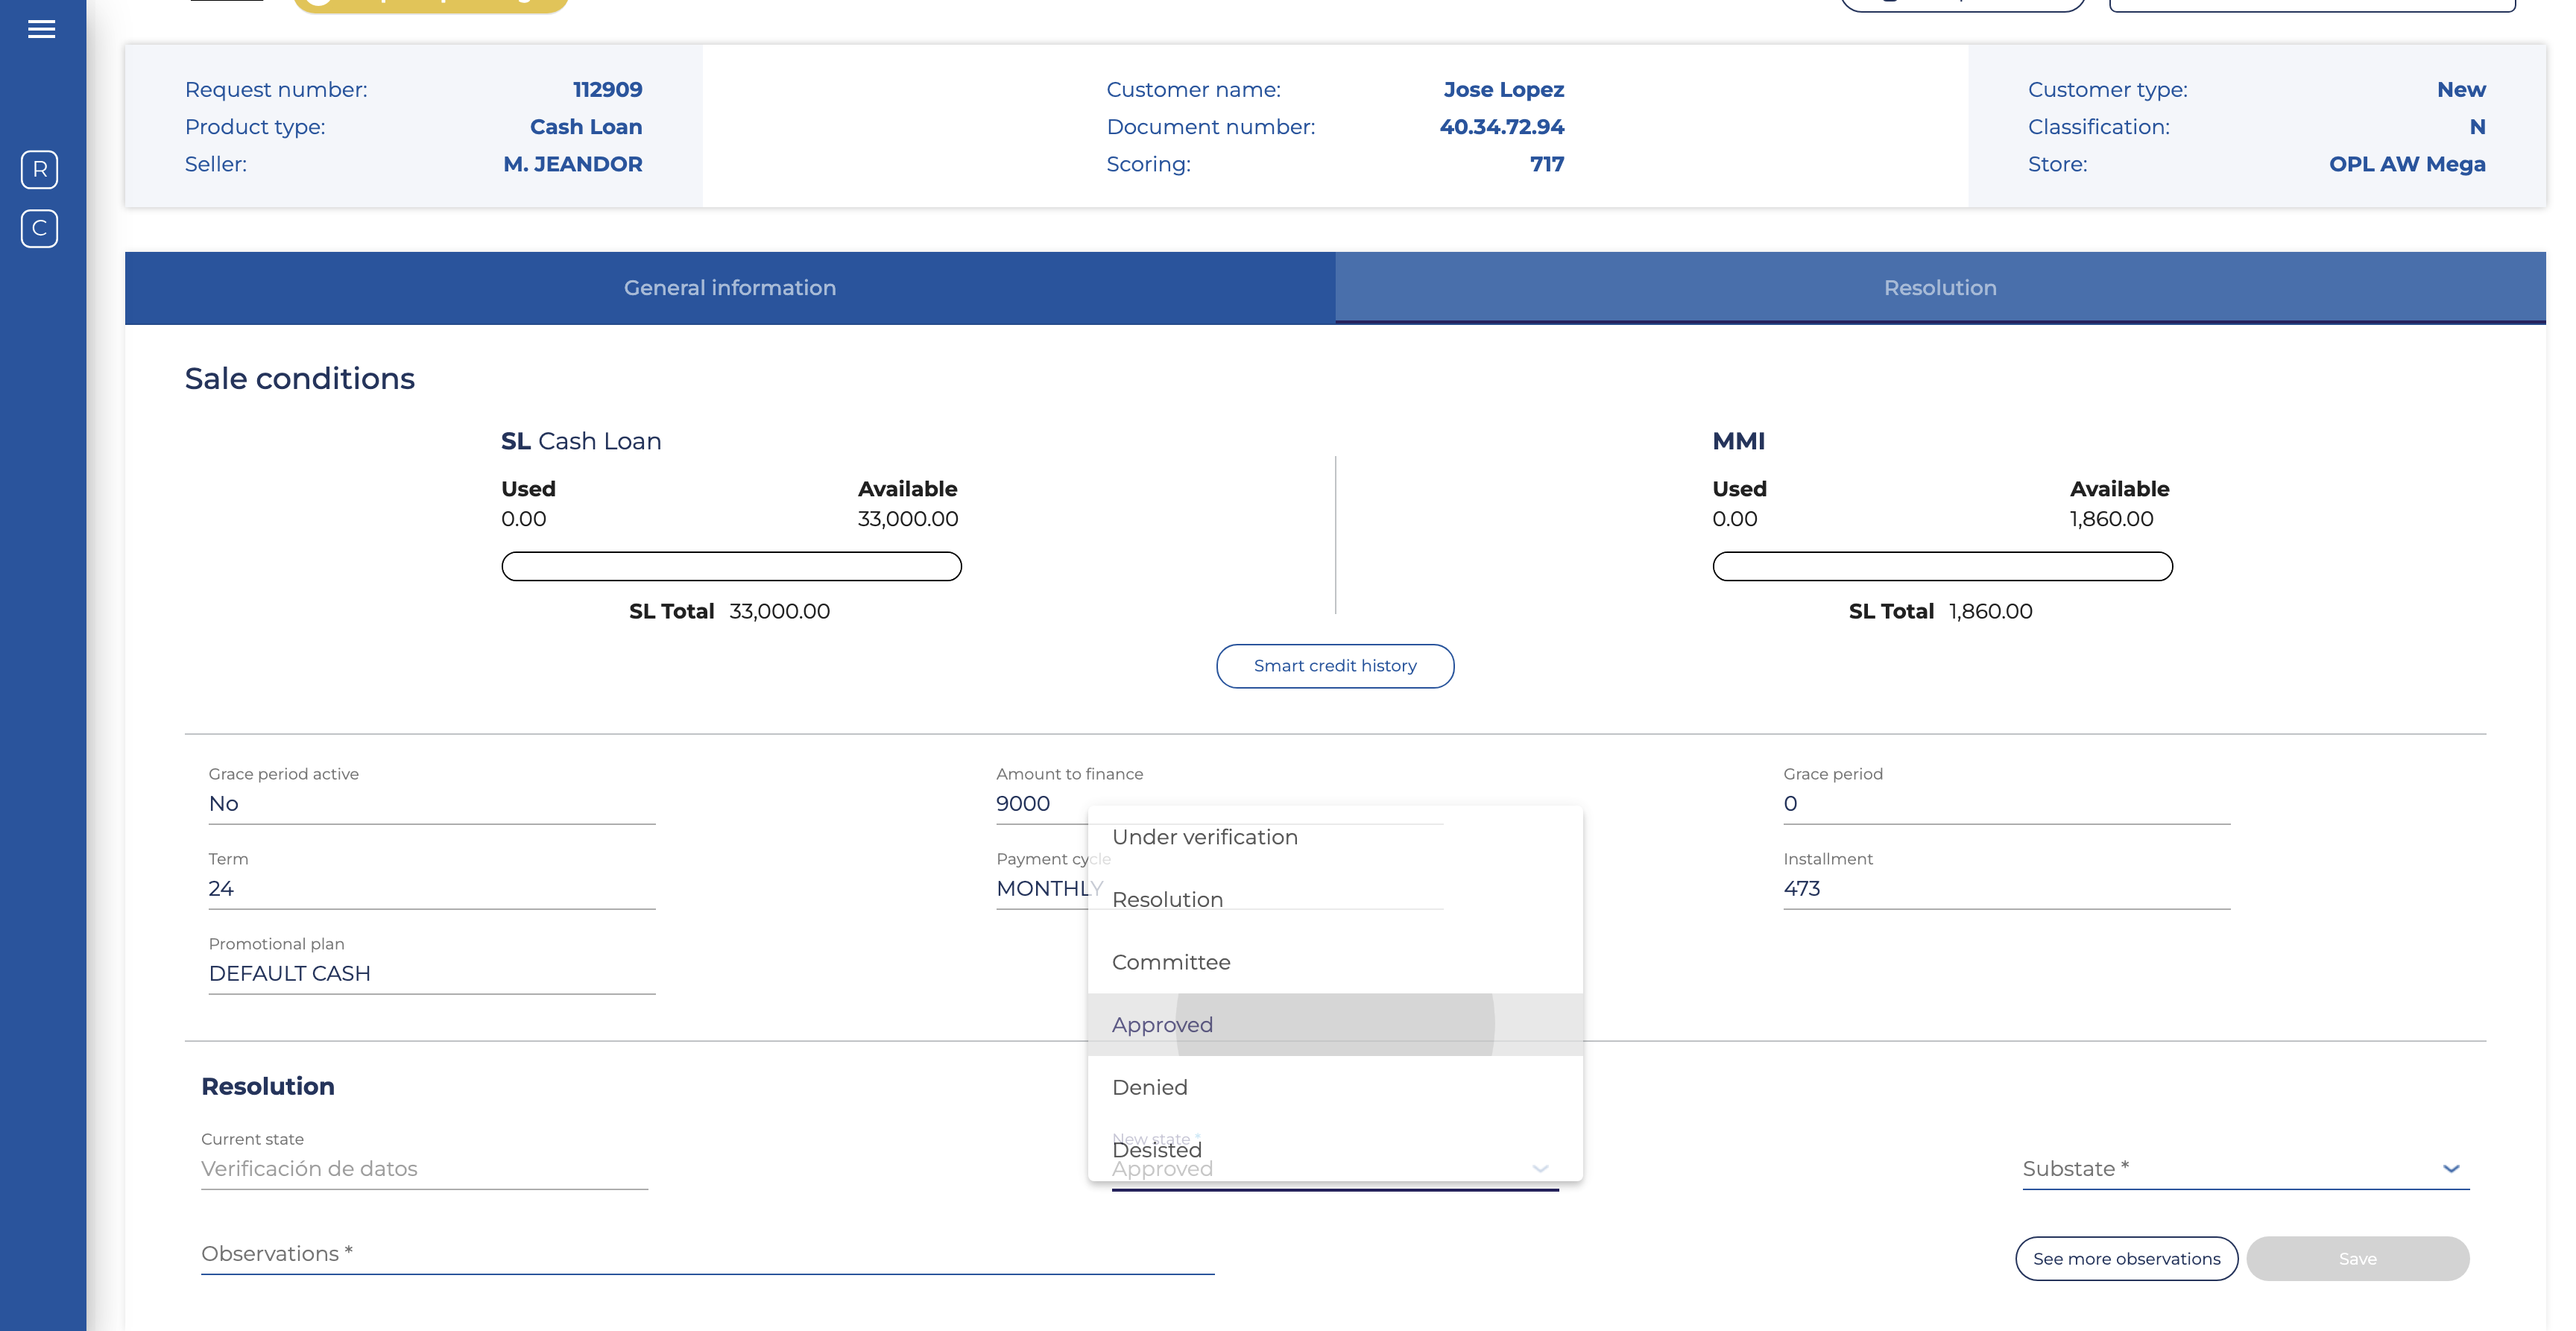 R
C
Request number: 112909
Product type: Cash Loan
Seller: M. JEANDOR
Customer name: Jose Lopez
Document number: 40.34.72.94
Scoring: 717
Customer type: New
Classification: N
Store: OPL AW Mega
General information
Resolution
Sale conditions
SL Cash Loan
Used Available
0.00 33,000.00
SL Total 33,000.00
MMI
Used Available
0.00 1,860.00
SL Total 1,860.00
Smart credit history
Grace period active
No
Amount to finance
9000
Grace period
0
Term
24
Payment cycle
MONTHLY
Installment
473
Promotional plan
DEFAULT CASH
Under verification
Resolution
Committee
Approved
Denied
Desisted
Resolution
Current state
Verificación de datos
New state *
Approved
Substate *
Observations *
See more observations
Save